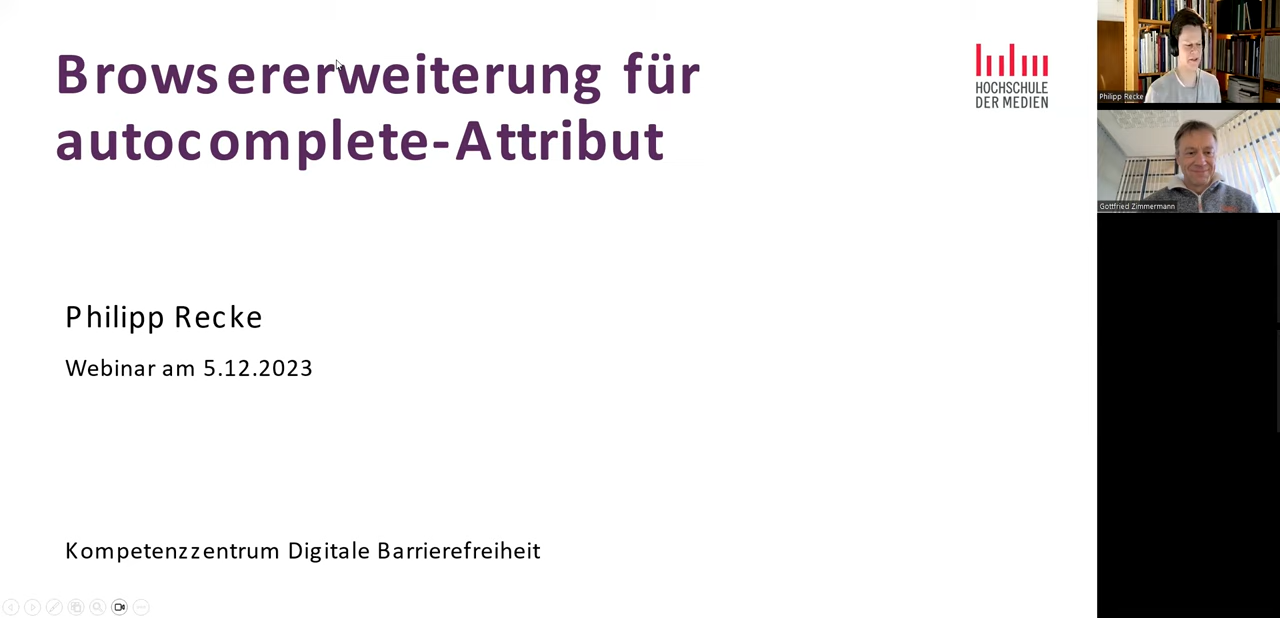 Browsererweiterung für
autocomplete-Attribut
HOCHSCHULE
DER MEDIEN
Philipp Recke
Webinar am 5.12.2023
Kompetenzzentrum Digitale Barrierefreiheit
Philipp Recke
Gottfried Zimmermann